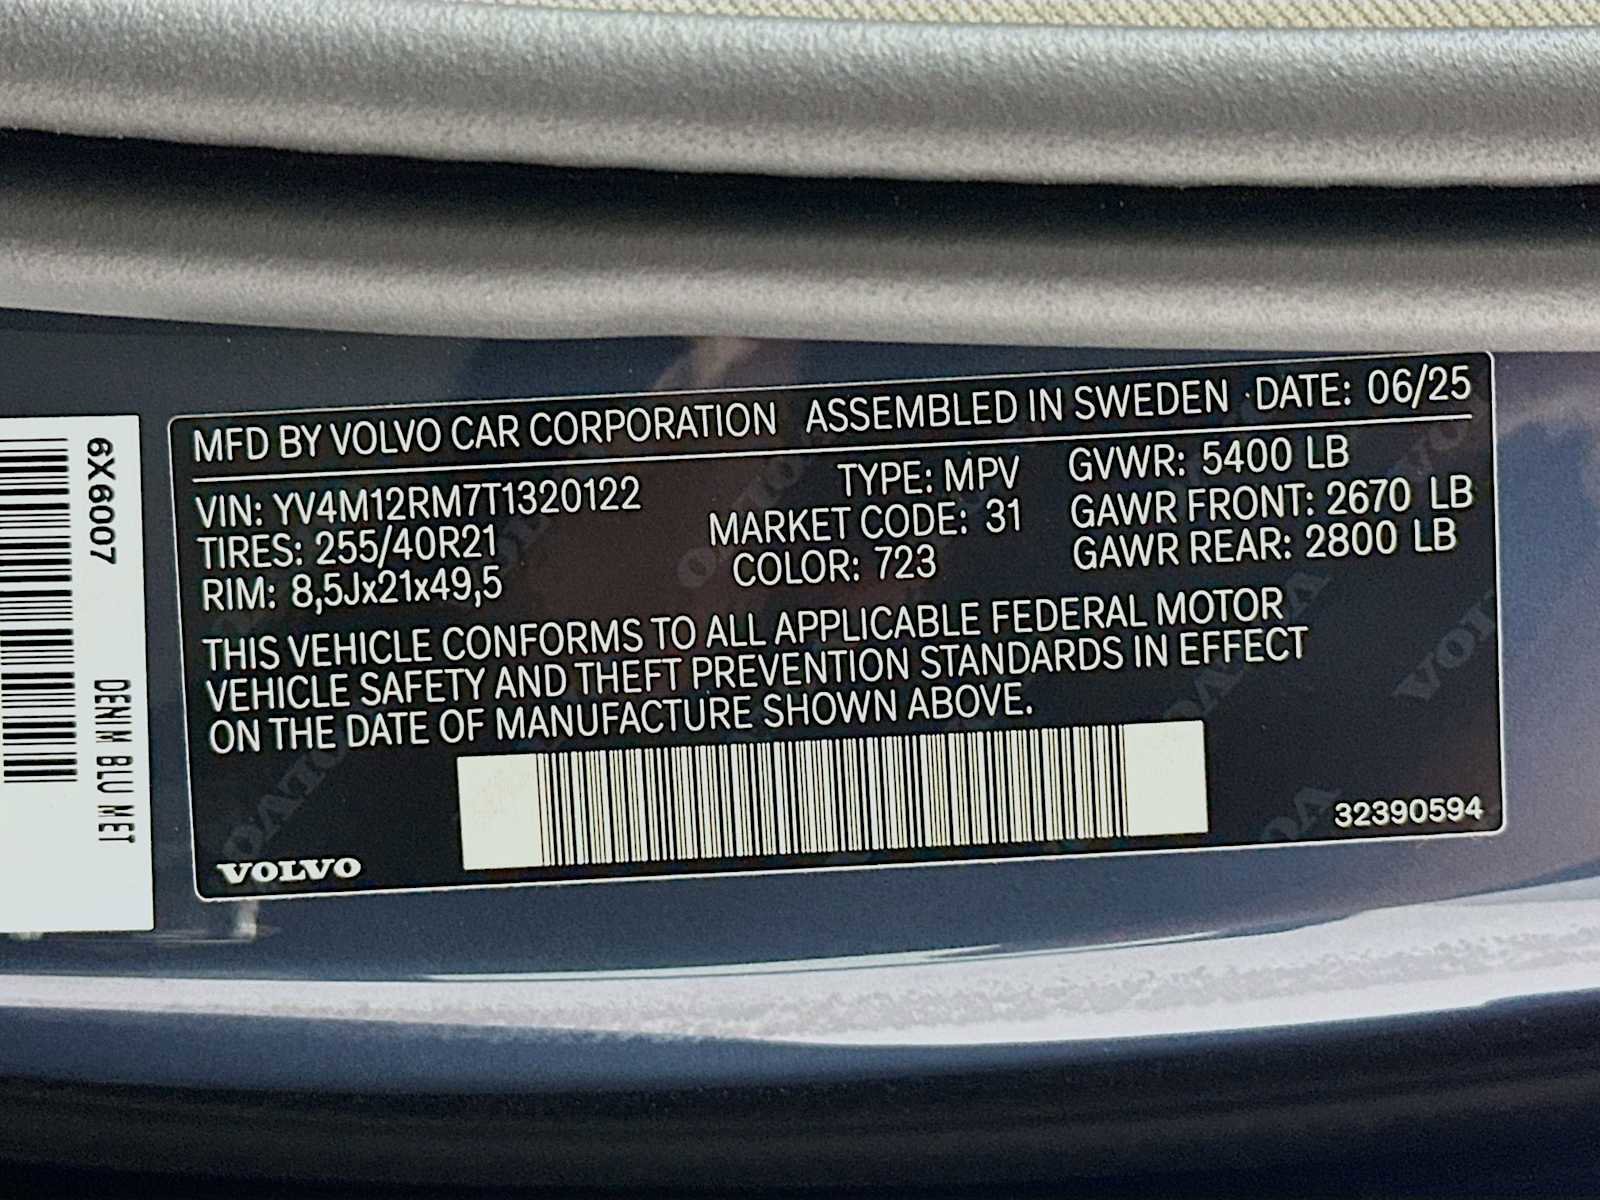 MFD BY VOLVO CAR CORPORATION ASSEMBLED IN SWEDEN DATE: 06/25
VIN: YV4M12RM7T1320122 TYPE: MPV GVWR: 5400 LB
TIRES: 255/40R21 MARKET CODE: 31 GAWR FRONT: 2670 LB
RIM: 8,5Jx21x49,5 COLOR: 723 GAWR REAR: 2800 LB
THIS VEHICLE CONFORMS TO ALL APPLICABLE FEDERAL MOTOR
VEHICLE SAFETY AND THEFT PREVENTION STANDARDS IN EFFECT
ON THE DATE OF MANUFACTURE SHOWN ABOVE.
32390594
VOLVO
6X6007
DENIM BLU MET